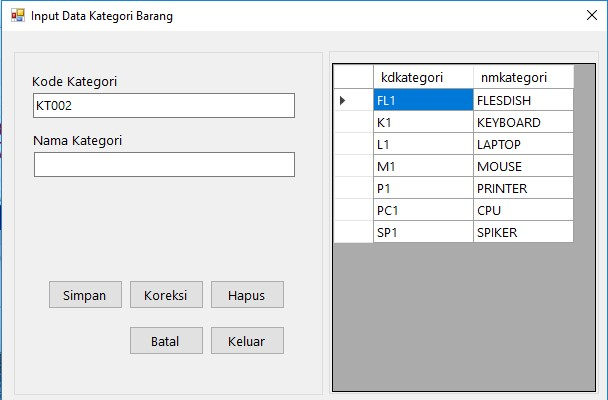 Input Data Kategori Barang
Kode Kategori
KT002
Nama Kategori
Simpan Koreksi Hapus
Batal Keluar
kdkategori nmkategori
FL1 FLESDISH
K1 KEYBOARD
L1 LAPTOP
M1 MOUSE
P1 PRINTER
PC1 CPU
SP1 SPIKER